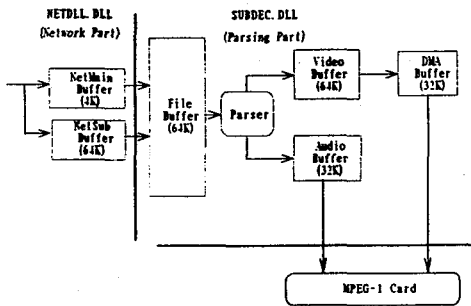 NETDLL.DLL
(Network Part)
SUBDEC.DLL
(Parsing Part)
NetMain
Buffer
(4K)
NetSub
Buffer
(64K)
File
Buffer
(64K)
Parser
Video
Buffer
(64K)
DMA
Buffer
(32K)
Audio
Buffer
(32K)
MPEG-1 Card